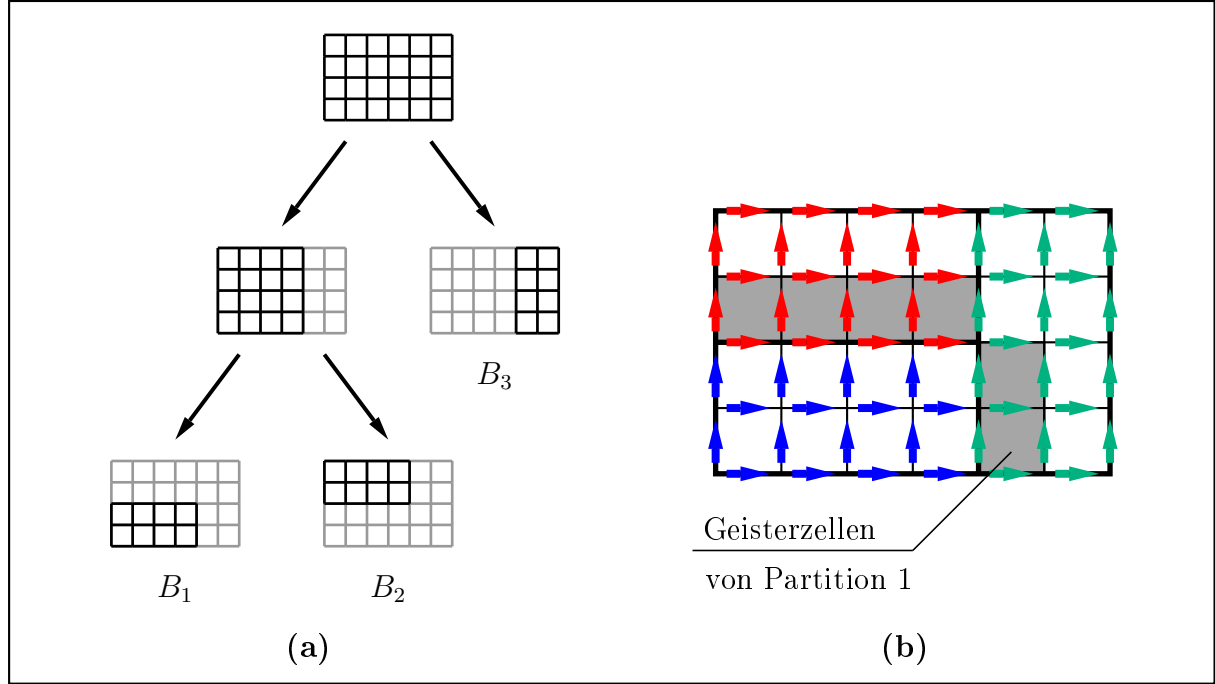 B₃
B₁
B₂
(a)
Geisterzellen
von Partition 1
(b)